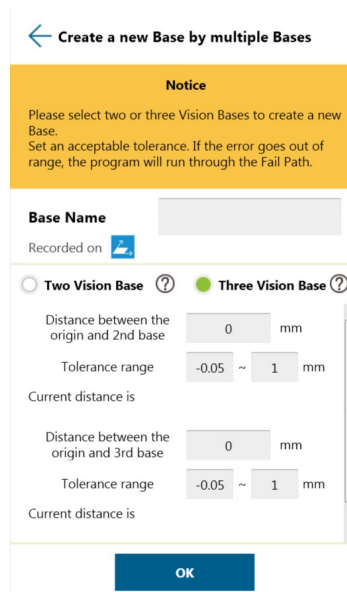 Create a new Base by multiple Bases
Notice
Please select two or three Vision Bases to create a new
Base.
Set an acceptable tolerance. If the error goes out of
range, the program will run through the Fail Path.
Base Name
Recorded on
Two Vision Base ? Three Vision Base ?
Distance between the
origin and 2nd base
0 mm
Tolerance range -0.05 ~ 1 mm
Current distance is
Distance between the
origin and 3rd base
0 mm
Tolerance range -0.05 ~ 1 mm
Current distance is
OK